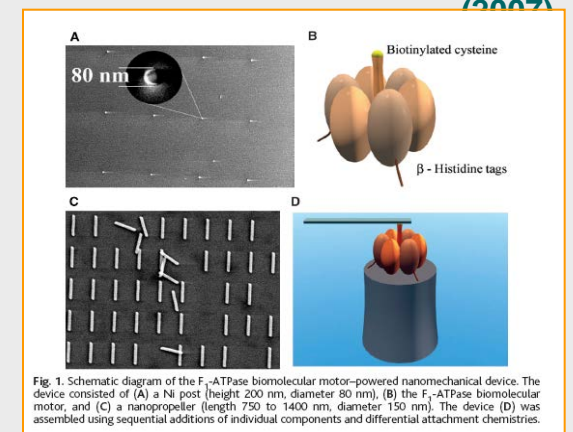 (2007)
A
80 nm
B
Biotinylated cysteine
β - Histidine tags
C
D
Fig. 1. Schematic diagram of the F1-ATPase biomolecular motor–powered nanomechanical device. The
device consisted of (A) a Ni post (height 200 nm, diameter 80 nm), (B) the F1-ATPase biomolecular
motor, and (C) a nanopropeller (length 750 to 1400 nm, diameter 150 nm). The device (D) was
assembled using sequential additions of individual components and differential attachment chemistries.